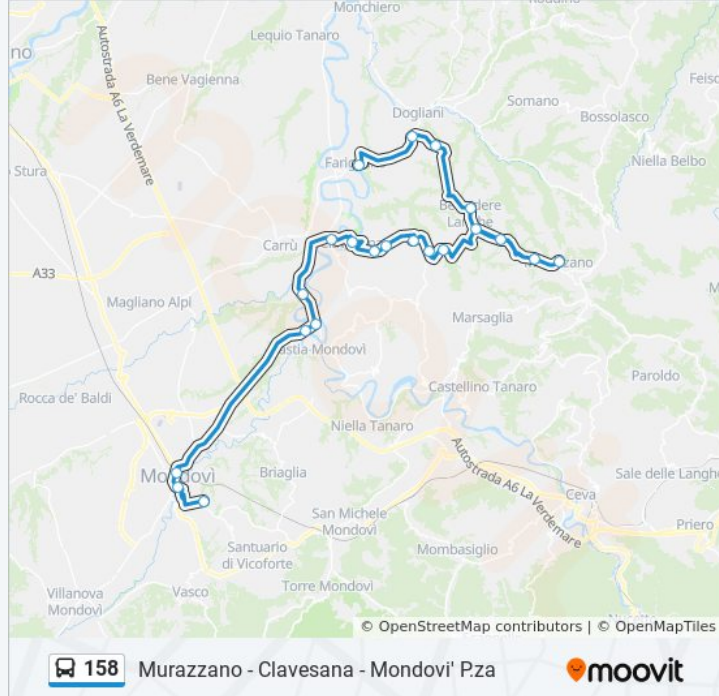 Monchiero
Lequio Tanaro
Autostrada A6 La Verdemare
Bene Vagienna
Dogliani
Somano
Bossolasco
Niella Belbo
Stura
Carrù
A33
Magliano Alpi
Marsaglia
Bastia Mondovì
Castellino Tanaro
Paroldo
Rocca de' Baldi
Niella Tanaro
Mondovì
Briaglia
Autostrada A6 La Verdemare
Sale delle Langhe
Ceva
San Michele
Mondovì
Priero
Santuario
di Vicoforte
Mombasiglio
Torre Mondovì
Villanova
Mondovì
Vasco
© OpenStreetMap contributors | © OpenMapTiles
158 Murazzano - Clavesana - Mondovi' P.za
moovit